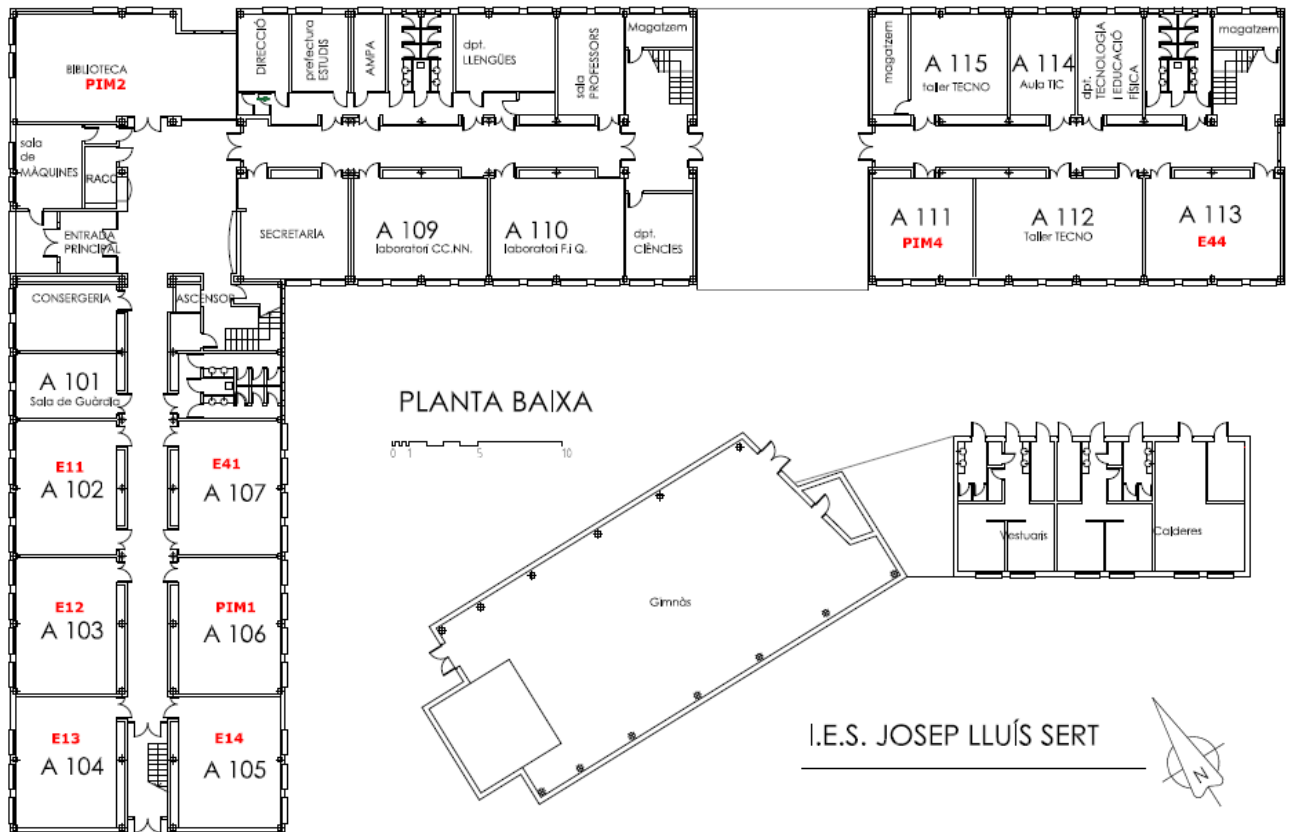 BIBLIOTECA
PIM2
DIRECCIÓ
prefectura
ESTUDIS
AMPA
dpt.
LLENGÜES
sala
PROFESSORS
Magatzem
magatzem
A 115
taller TECNO
A 114
Aula TIC
dpt.
TECNOLOGÍA
I EDUCACIÓ
FÍSICA
magatzem
sala
de
MÀQUINES
RACÓ
ENTRADA
PRINCIPAL
SECRETARÍA
A 109
laboratori CC.NN.
A 110
laboratori F.i Q.
dpt.
CIÈNCIES
A 111
PIM4
A 112
Taller TECNO
A 113
E44
CONSERGERIA
ASCENSOR
A 101
Sala de Guàrdia
E11
A 102
E41
A 107
E12
A 103
PIM1
A 106
E13
A 104
E14
A 105
PLANTA BAIXA
0 1 5 10
Gimnàs
Vestuaris
Calderes
I.E.S. JOSEP LLUÍS SERT
N